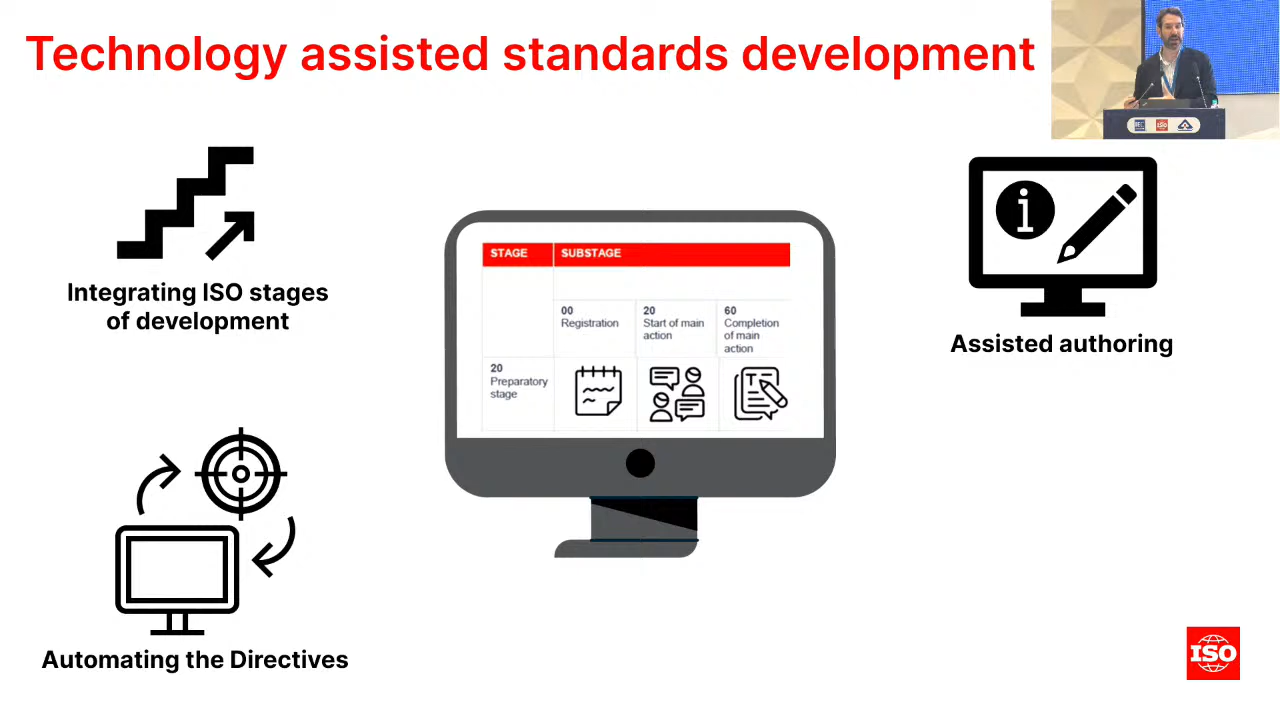 Technology assisted standards development
Integrating ISO stages
of development
STAGE
SUBSTAGE
00
Registration
20
Start of main
action
60
Completion
of main
action
20
Preparatory
stage
T
i
Assisted authoring
Automating the Directives
ISO
ISO